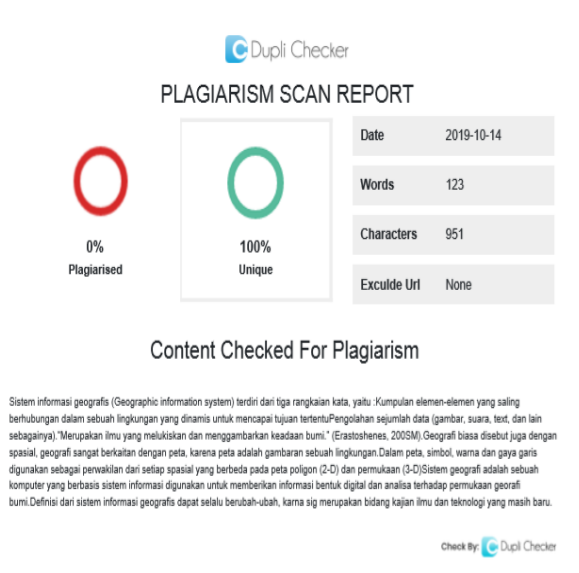 Dupli Checker
PLAGIARISM SCAN REPORT
0%
Plagiarised
100%
Unique
Date 2019-10-14
Words 123
Characters 951
Exculde Url None
Content Checked For Plagiarism
Sistem informasi geografis (Geographic information system) terdiri dari tiga rangkaian kata, yaitu :Kumpulan elemen-elemen yang saling
berhubungan dalam sebuah lingkungan yang dinamis untuk mencapai tujuan tertentuPengolahan sejumlah data (gambar, suara, text, dan lain
sebagainya)."Merupakan ilmu yang melukiskan dan menggambarkan keadaan bumi." (Erastoshenes, 200SM).Geografi biasa disebut juga dengan
spasial, geografi sangat berkaitan dengan peta, karena peta adalah gambaran sebuah lingkungan.Dalam peta, simbol, warna dan gaya garis
digunakan sebagai perwakilan dari setiap spasial yang berbeda pada peta poligon (2-D) dan permukaan (3-D)Sistem geografi adalah sebuah
komputer yang berbasis sistem informasi digunakan untuk memberikan informasi bentuk digital dan analisa terhadap permukaan georafi
bumi.Definisi dari sistem informasi geografis dapat selalu berubah-ubah, karna sig merupakan bidang kajian ilmu dan teknologi yang masih baru.
Check By: Dupli Checker